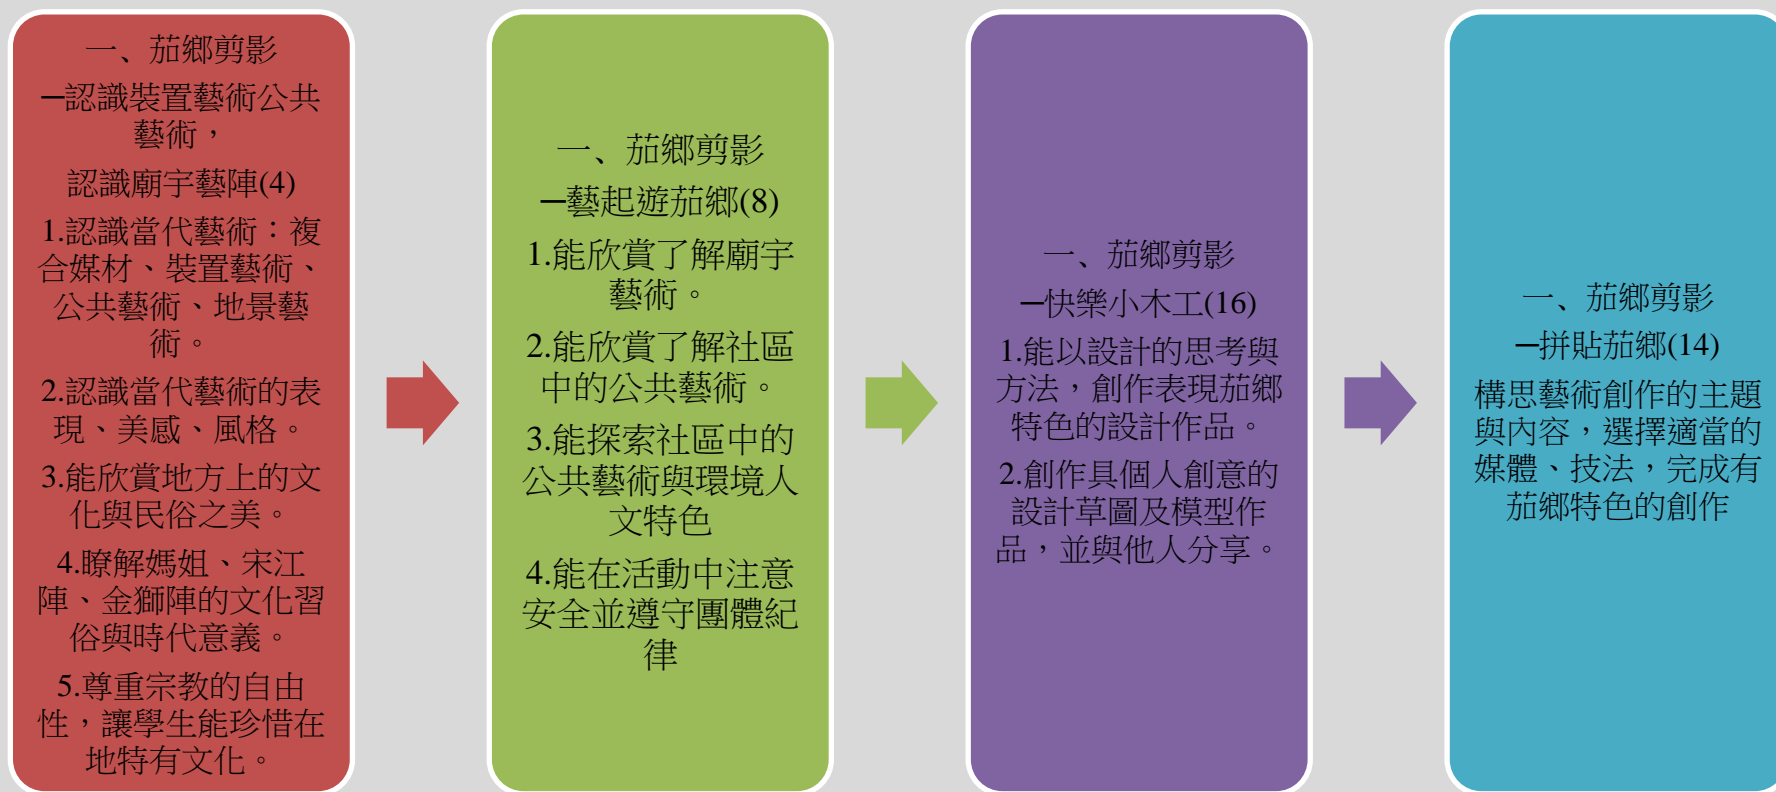 一、茄鄉剪影
─認識裝置藝術公共
藝術，
認識廟宇藝陣(4)
1.認識當代藝術：複
合媒材、裝置藝術、
公共藝術、地景藝
術。
2.認識當代藝術的表
現、美感、風格。
3.能欣賞地方上的文
化與民俗之美。
4.瞭解媽姐、宋江
陣、金獅陣的文化習
俗與時代意義。
5.尊重宗教的自由
性，讓學生能珍惜在
地特有文化。
一、茄鄉剪影
─藝起遊茄鄉(8)
1.能欣賞了解廟宇
藝術。
2.能欣賞了解社區
中的公共藝術。
3.能探索社區中的
公共藝術與環境人
文特色
4.能在活動中注意
安全並遵守團體紀
律
一、茄鄉剪影
─快樂小木工(16)
1.能以設計的思考與
方法，創作表現茄鄉
特色的設計作品。
2.創作具個人創意的
設計草圖及模型作
品，並與他人分享。
一、茄鄉剪影
─拼貼茄鄉(14)
構思藝術創作的主題
與內容，選擇適當的
媒體、技法，完成有
茄鄉特色的創作